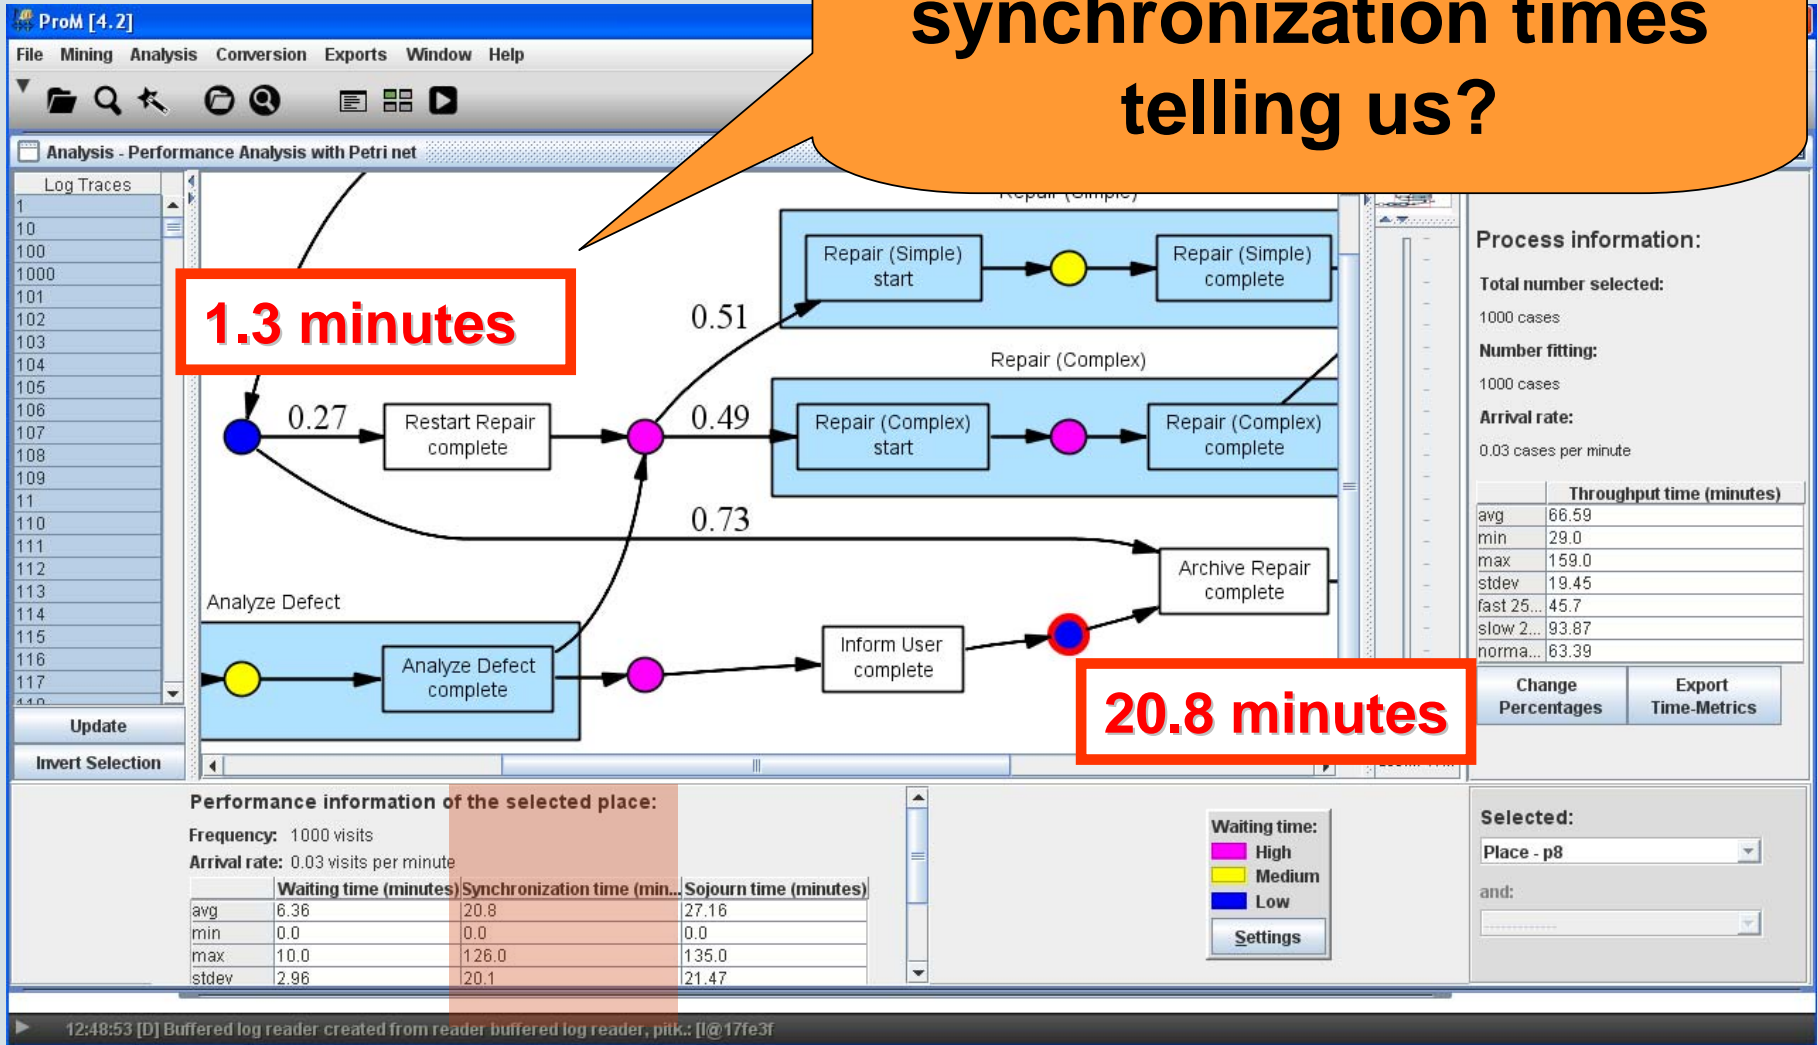 ProM [4.2]
synchronization times
telling us?
File Mining Analysis Conversion Exports Window Help
Analysis - Performance Analysis with Petri net
Log Traces
1
10
100
1000
101
102
103
104
105
106
107
108
109
11
110
111
112
113
114
115
116
117
Update
Invert Selection
1.3 minutes
0.51
Repair (Simple)
start
Repair (Simple)
complete
Repair (Complex)
0.27
Restart Repair
complete
0.49
Repair (Complex)
start
Repair (Complex)
complete
0.73
Archive Repair
complete
Analyze Defect
Analyze Defect
complete
Inform User
complete
20.8 minutes
Process information:
Total number selected:
1000 cases
Number fitting:
1000 cases
Arrival rate:
0.03 cases per minute
Throughput time (minutes)
avg 66.59
min 29.0
max 159.0
stdev 19.45
fast 25... 45.7
slow 2... 93.87
norma... 63.39
Change
Percentages
Export
Time-Metrics
Performance information of the selected place:
Frequency: 1000 visits
Arrival rate: 0.03 visits per minute
Waiting time (minutes) Synchronization time (min... Sojourn time (minutes)
avg 6.36 20.8 27.16
min 0.0 0.0 0.0
max 10.0 126.0 135.0
stdev 2.96 20.1 21.47
Waiting time:
High
Medium
Low
Settings
Selected:
Place - p8
and:
------------
12:48:53 [D] Buffered log reader created from reader buffered log reader, pitk.: [I@17fe3f